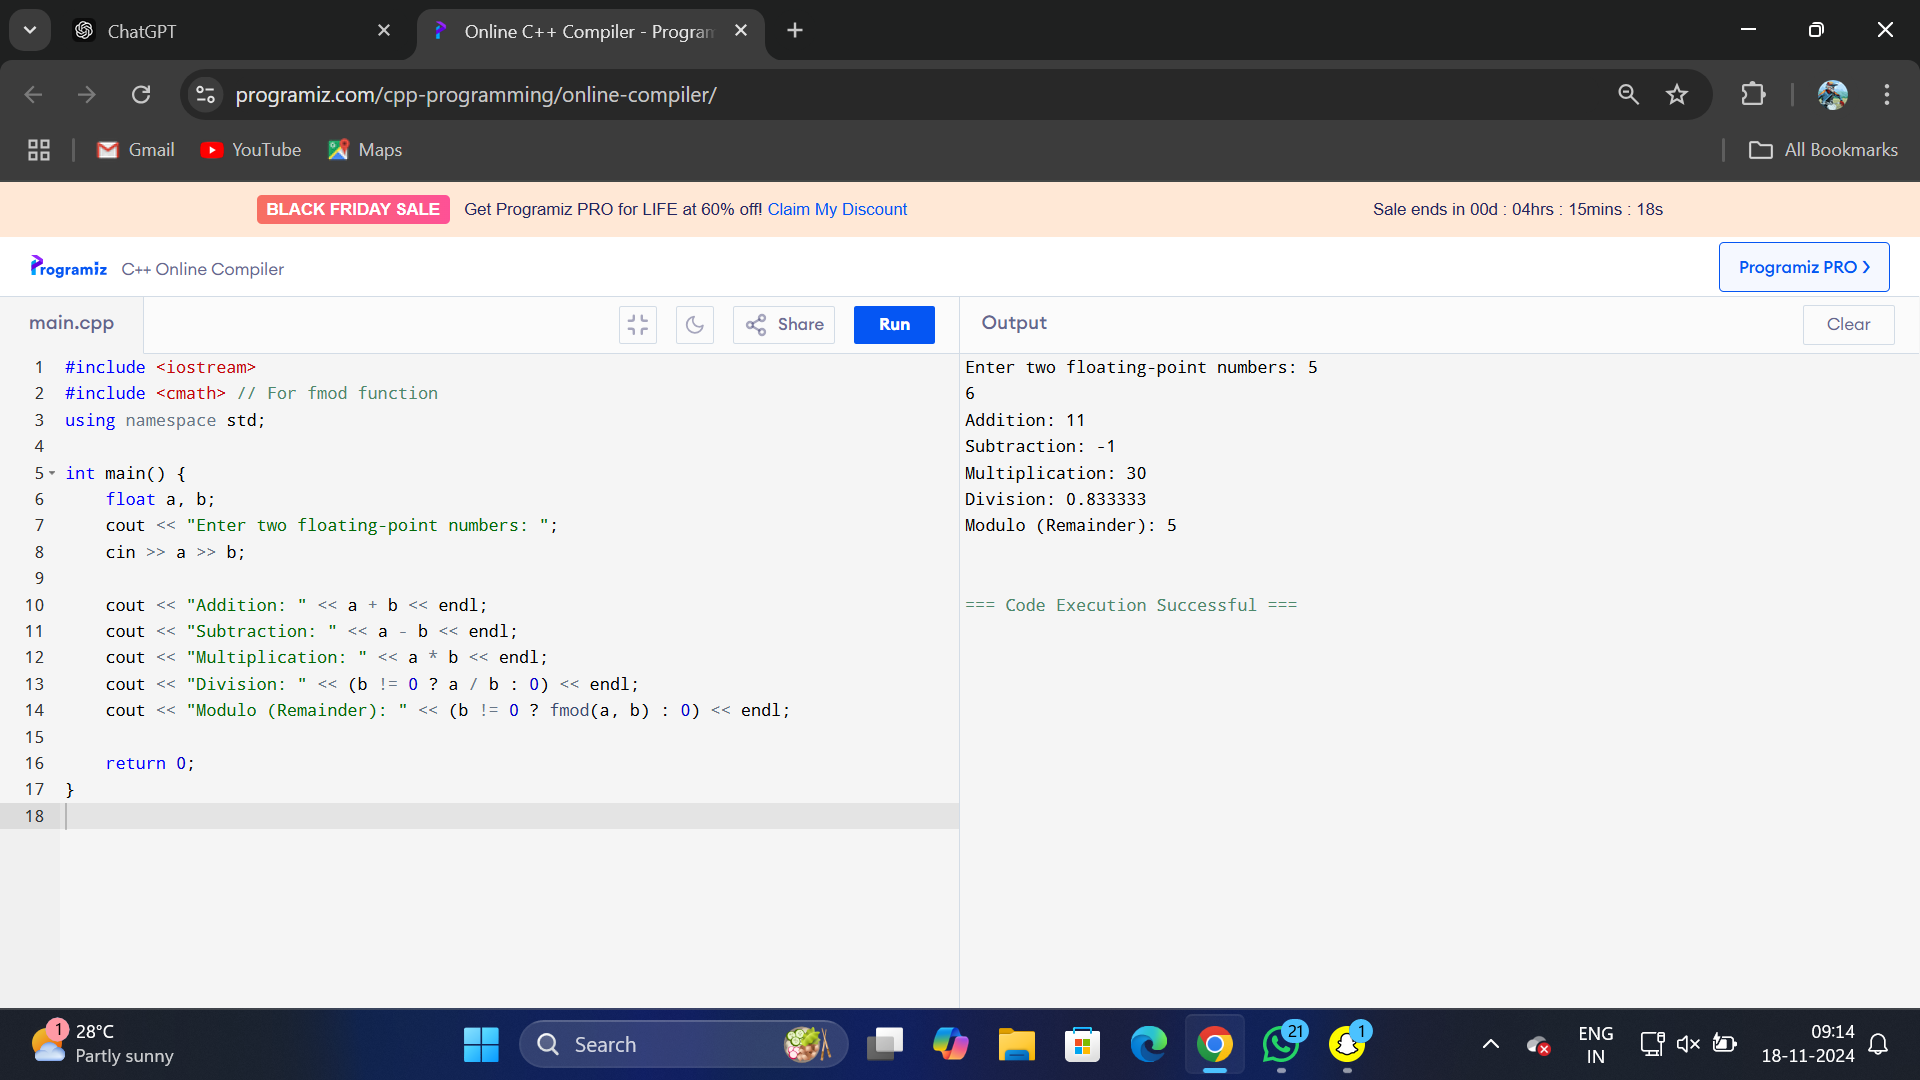 ChatGPT
Online C++ Compiler - Program
programiz.com/cpp-programming/online-compiler/
Gmail
YouTube
Maps
All Bookmarks
BLACK FRIDAY SALE Get Programiz PRO for LIFE at 60% off! Claim My Discount
Sale ends in 00d : 04hrs : 15mins : 18s
Programiz C++ Online Compiler
Programiz PRO
main.cpp
Share
Run
1 #include <iostream>
2 #include <cmath> // For fmod function
3 using namespace std;
4
5 int main() {
6     float a, b;
7     cout << "Enter two floating-point numbers: ";
8     cin >> a >> b;
9
10     cout << "Addition: " << a + b << endl;
11     cout << "Subtraction: " << a - b << endl;
12     cout << "Multiplication: " << a * b << endl;
13     cout << "Division: " << (b != 0 ? a / b : 0) << endl;
14     cout << "Modulo (Remainder): " << (b != 0 ? fmod(a, b) : 0) << endl;
15
16     return 0;
17 }
18
Output
Clear
Enter two floating-point numbers: 5
6
Addition: 11
Subtraction: -1
Multiplication: 30
Division: 0.833333
Modulo (Remainder): 5
=== Code Execution Successful ===
1
28°C
Partly sunny
Search
21
1
ENG
IN
09:14
18-11-2024